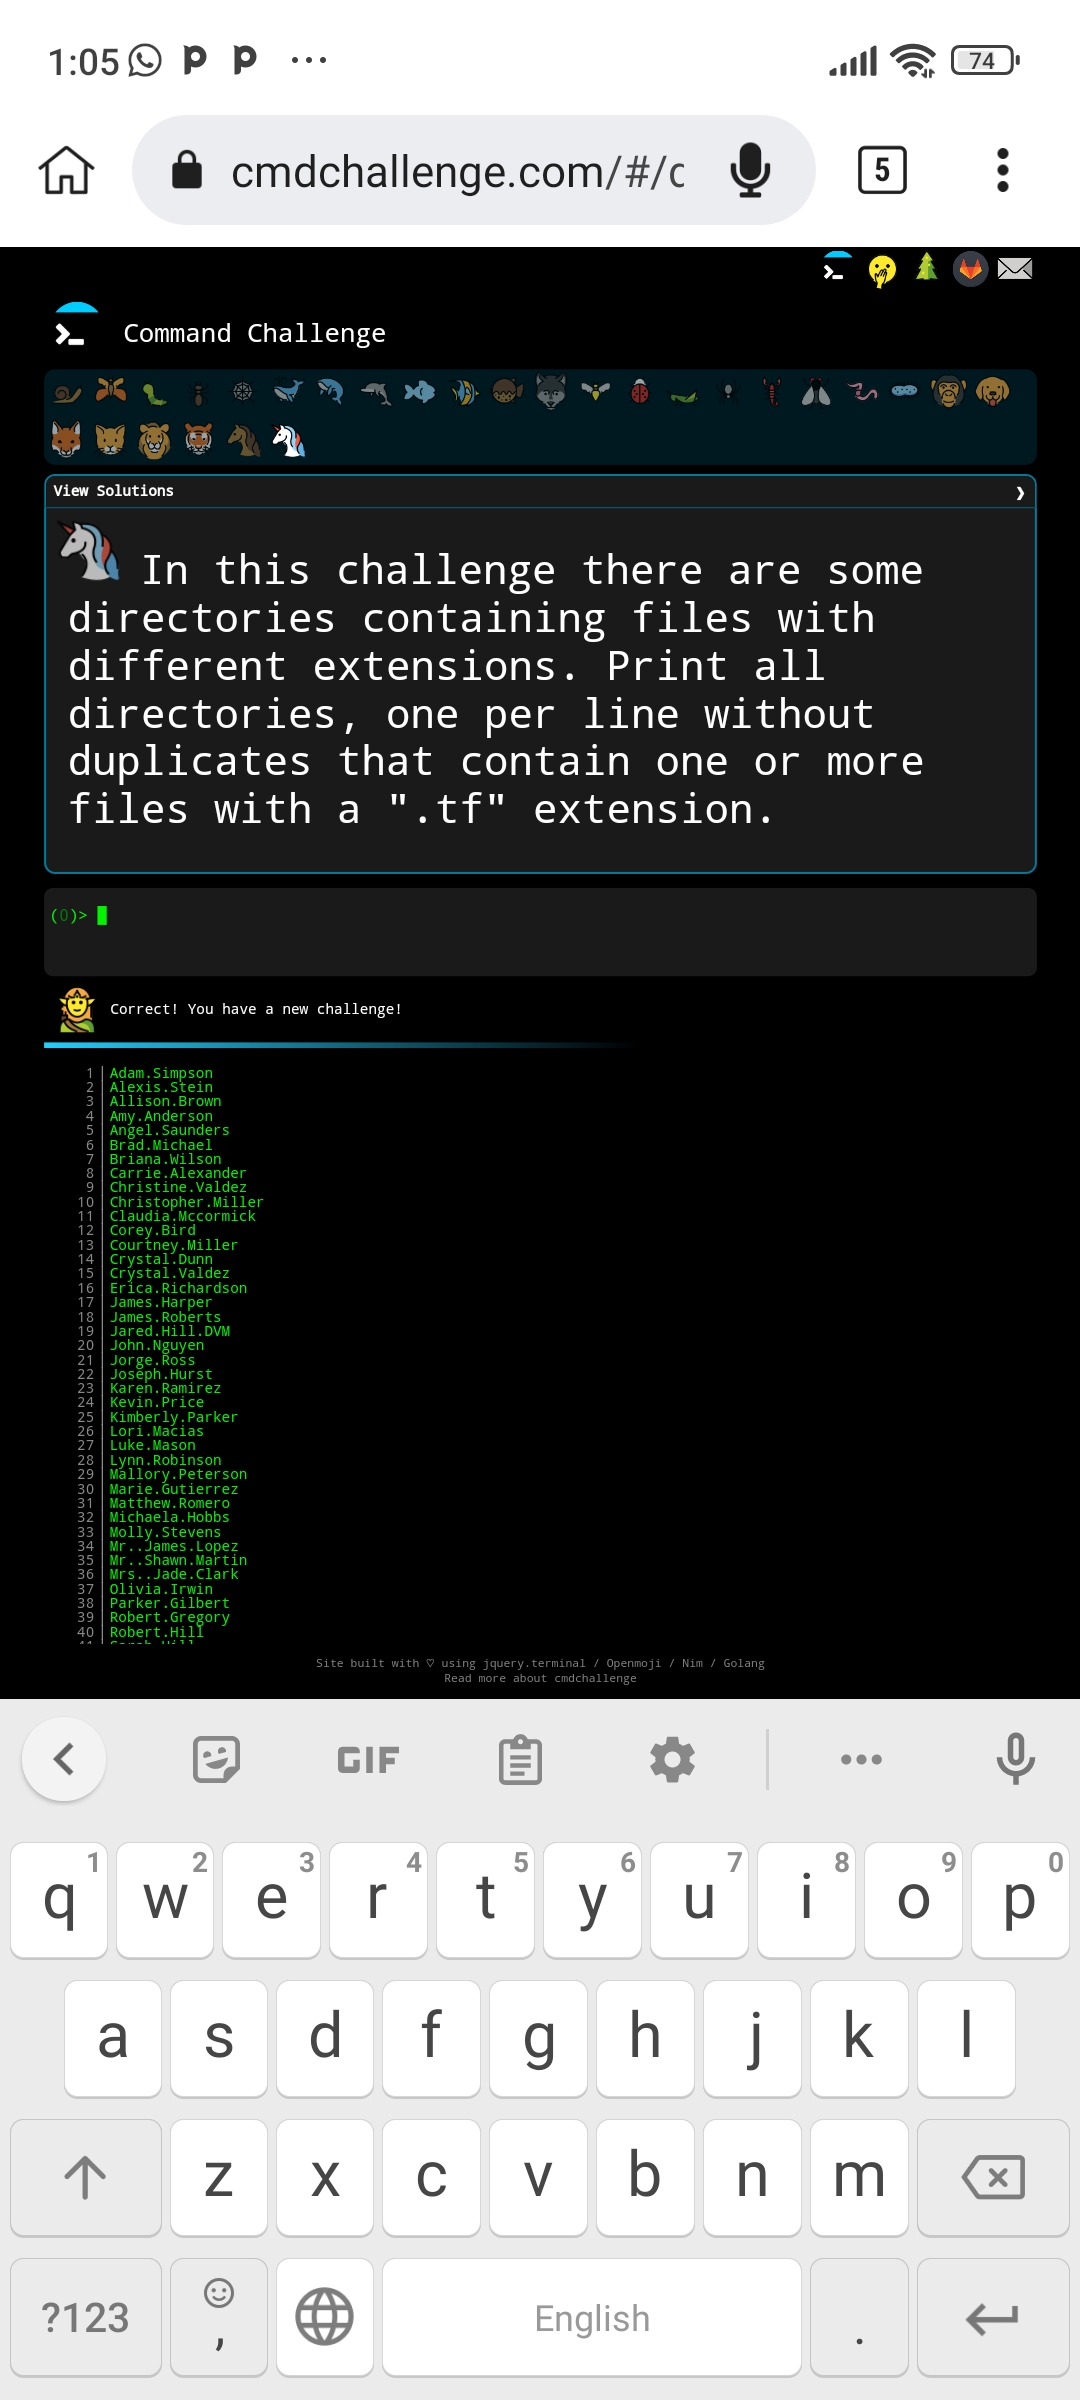 1:05
74
cmdchallenge.com/#/c
5
Command Challenge
View Solutions
In this challenge there are some
directories containing files with
different extensions. Print all
directories, one per line without
duplicates that contain one or more
files with a ".tf" extension.
(0)>
Correct! You have a new challenge!
1 Adam.Simpson
2 Alexis.Stein
3 Allison.Brown
4 Amy.Anderson
5 Angel.Saunders
6 Brad.Michael
7 Briana.Wilson
8 Carrie.Alexander
9 Christine.Valdez
10 Christopher.Miller
11 Claudia.Mccormick
12 Corey.Bird
13 Courtney.Miller
14 Crystal.Dunn
15 Crystal.Valdez
16 Erica.Richardson
17 James.Harper
18 James.Roberts
19 Jared.Hill.DVM
20 John.Nguyen
21 Jorge.Ross
22 Joseph.Hurst
23 Karen.Ramirez
24 Kevin.Price
25 Kimberly.Parker
26 Lori.Macias
27 Luke.Mason
28 Lynn.Robinson
29 Mallory.Peterson
30 Marie.Gutierrez
31 Matthew.Romero
32 Michaela.Hobbs
33 Molly.Stevens
34 Mr..James.Lopez
35 Mr..Shawn.Martin
36 Mrs..Jade.Clark
37 Olivia.Irwin
38 Parker.Gilbert
39 Robert.Gregory
40 Robert.Hill
Site built with ♡ using jquery.terminal / Openmoji / Nim / Golang
Read more about cmdchallenge
GIF
1 2 3 4 5 6 7 8 9 0
q w e r t y u i o p
a s d f g h j k l
z x c v b n m
?123 , English .